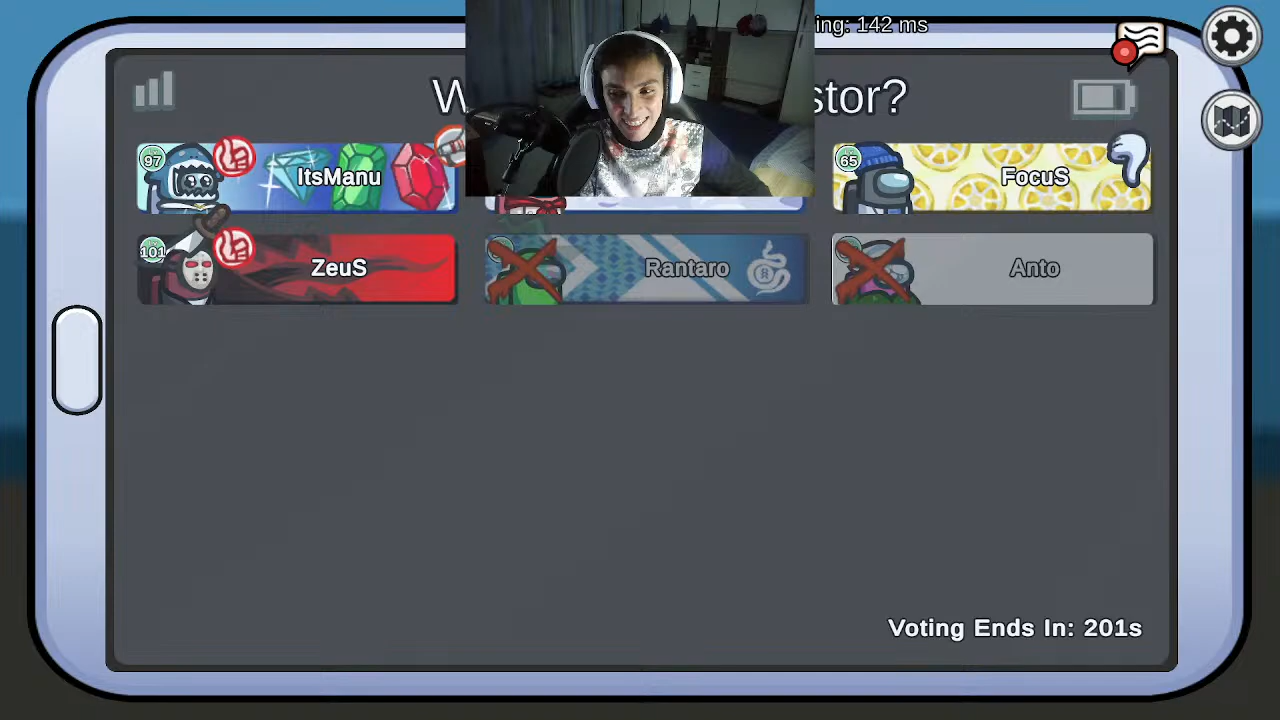 ing: 142 ms
W stor?
97
ItsManu
65
FocuS
101
ZeuS
Rantaro
Anto
Voting Ends In: 201s